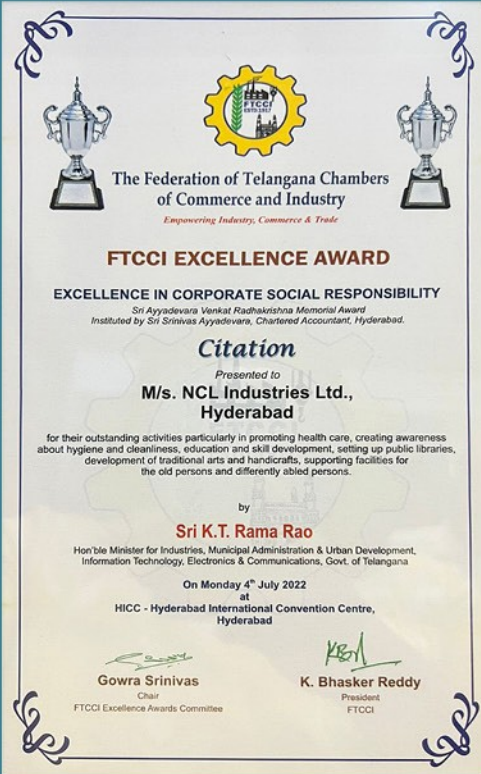 FTCCI
ESTD.1917
The Federation of Telangana Chambers
of Commerce and Industry
Empowering Industry, Commerce & Trade
FTCCI EXCELLENCE AWARD
EXCELLENCE IN CORPORATE SOCIAL RESPONSIBILITY
Sri Ayyadevara Venkat Radhakrishna Memorial Award
Instituted by Sri Srinivas Ayyadevara, Chartered Accountant, Hyderabad.
Citation
Presented to
M/s. NCL Industries Ltd.,
Hyderabad
for their outstanding activities particularly in promoting health care, creating awareness
about hygiene and cleanliness, education and skill development, setting up public libraries,
development of traditional arts and handicrafts, supporting facilities for
the old persons and differently abled persons.
by
Sri K.T. Rama Rao
Hon'ble Minister for Industries, Municipal Administration & Urban Development,
Information Technology, Electronics & Communications, Govt. of Telangana
On Monday 4th July 2022
at
HICC - Hyderabad International Convention Centre,
Hyderabad
Gowra Srinivas
Chair
FTCCI Excellence Awards Committee
K. Bhasker Reddy
President
FTCCI